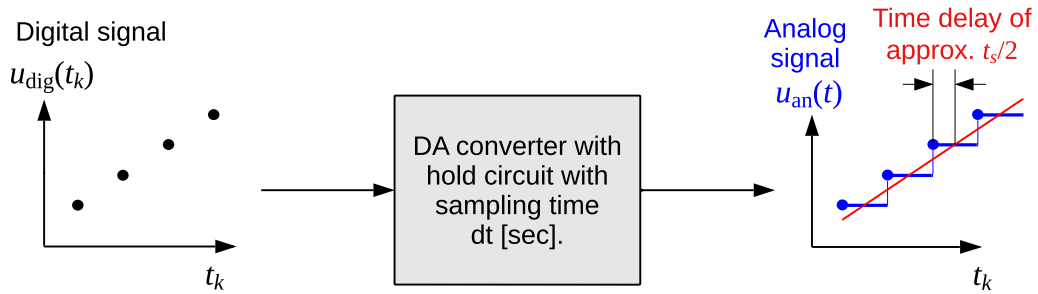 Digital signal
u_dig(t_k)
t_k
DA converter with
hold circuit with
sampling time
dt [sec].
Analog
signal
u_an(t)
Time delay of
approx. t_s/2
t_k